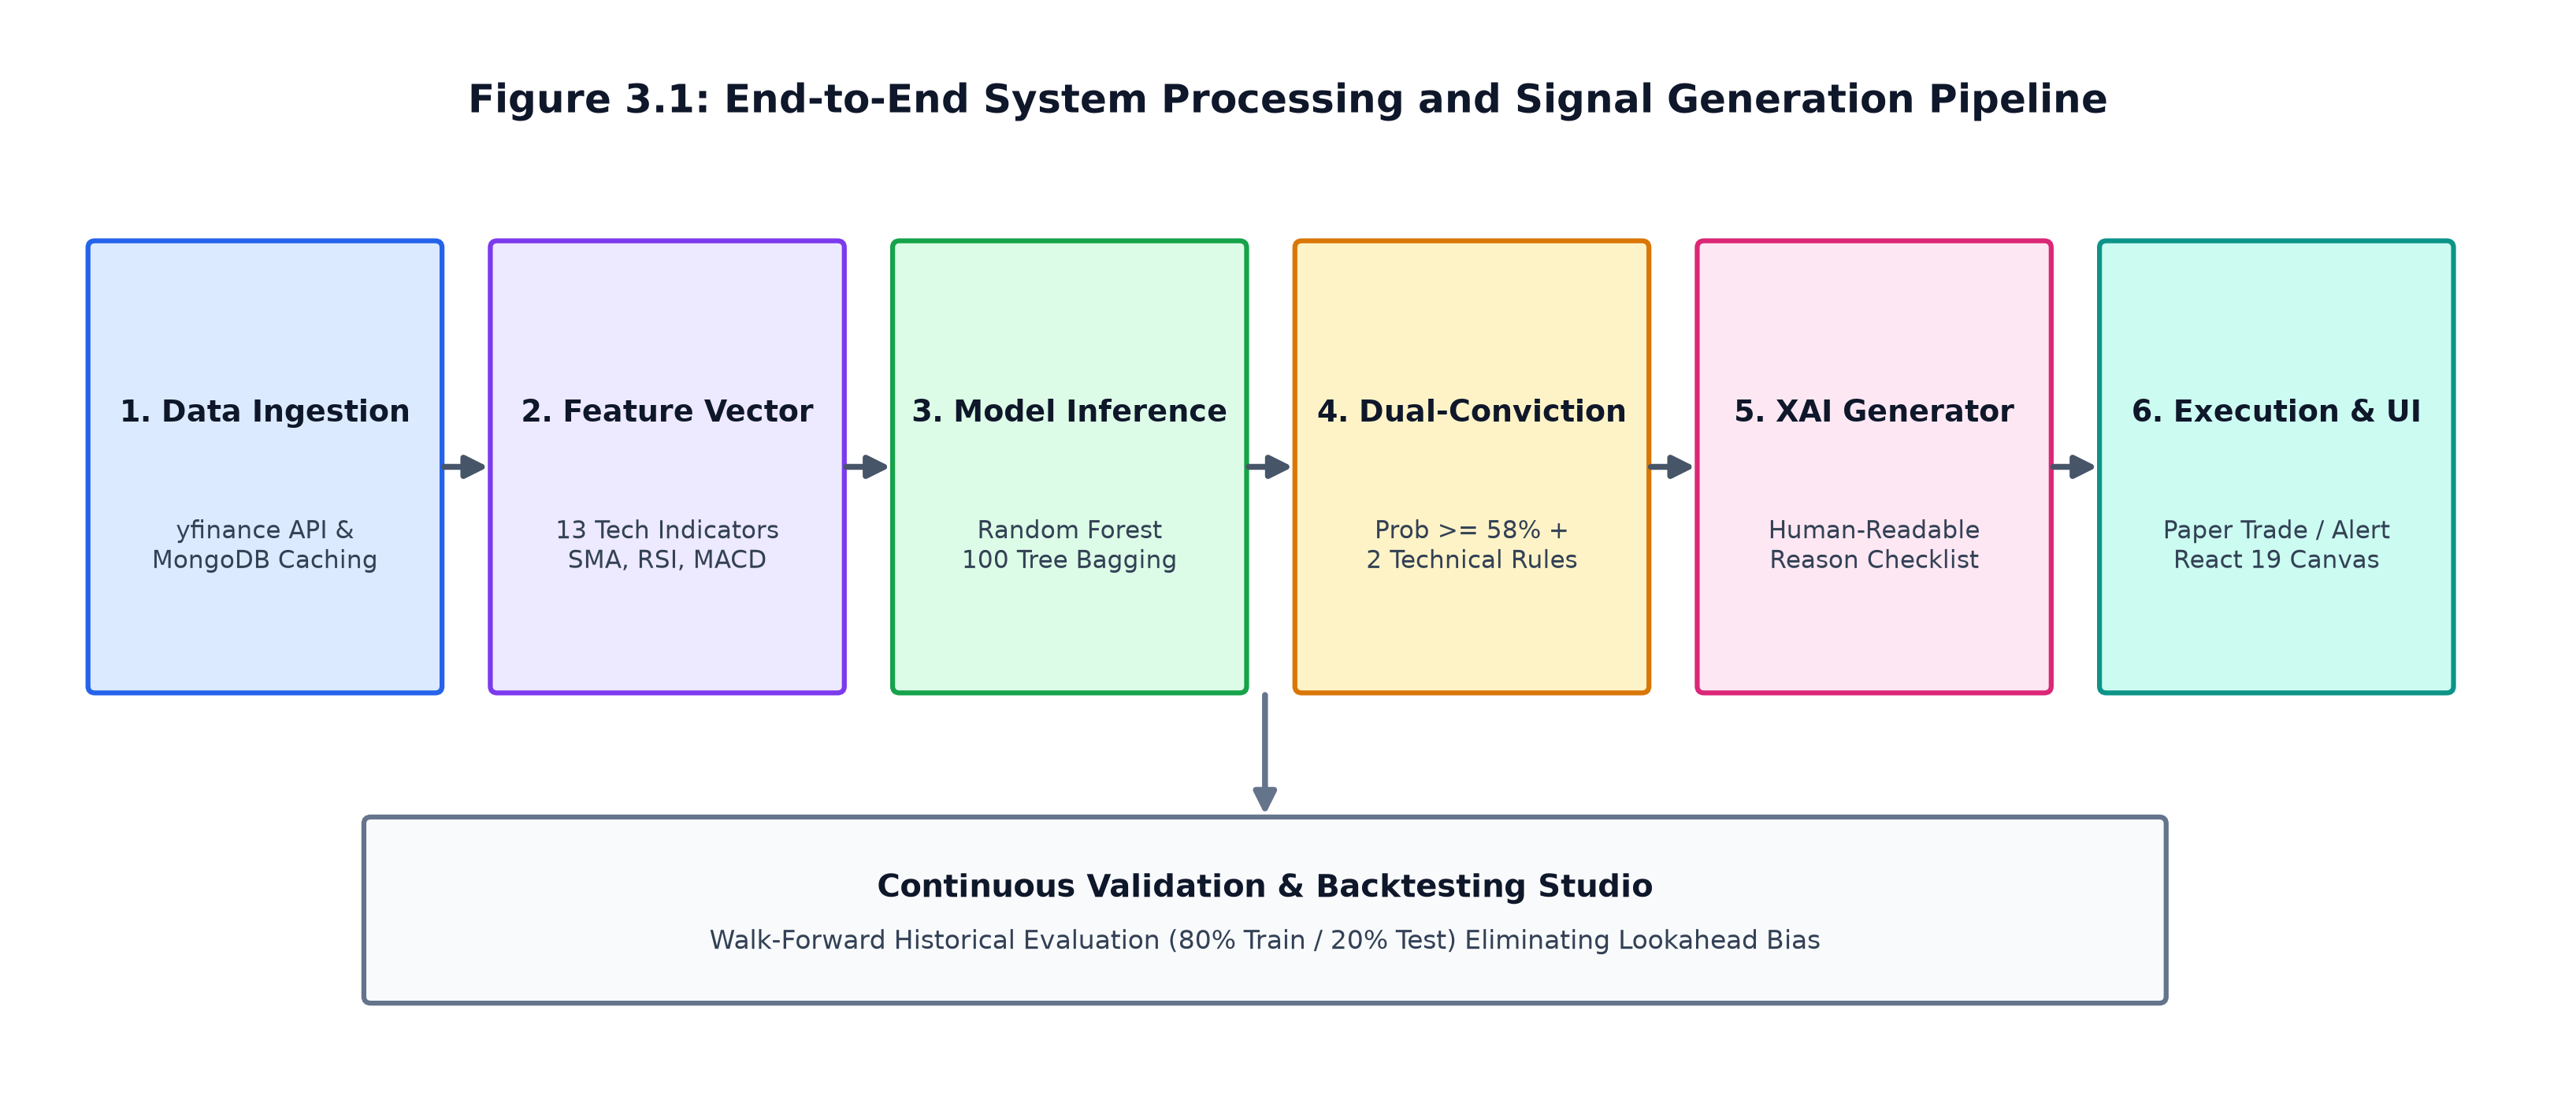 Figure 3.1: End-to-End System Processing and Signal Generation Pipeline
1. Data Ingestion
yfinance API &
MongoDB Caching
2. Feature Vector
13 Tech Indicators
SMA, RSI, MACD
3. Model Inference
Random Forest
100 Tree Bagging
4. Dual-Conviction
Prob >= 58% +
2 Technical Rules
5. XAI Generator
Human-Readable
Reason Checklist
6. Execution & UI
Paper Trade / Alert
React 19 Canvas
Continuous Validation & Backtesting Studio
Walk-Forward Historical Evaluation (80% Train / 20% Test) Eliminating Lookahead Bias